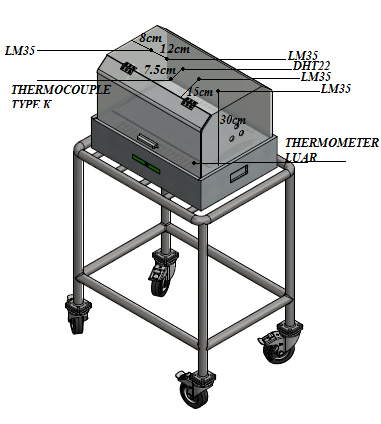 8cm
LM35
12cm
LM35
DHT22
7.5cm
LM35
THERMOCOUPLE
TYPE K
15cm
LM35
30cm
THERMOMETER
LUAR